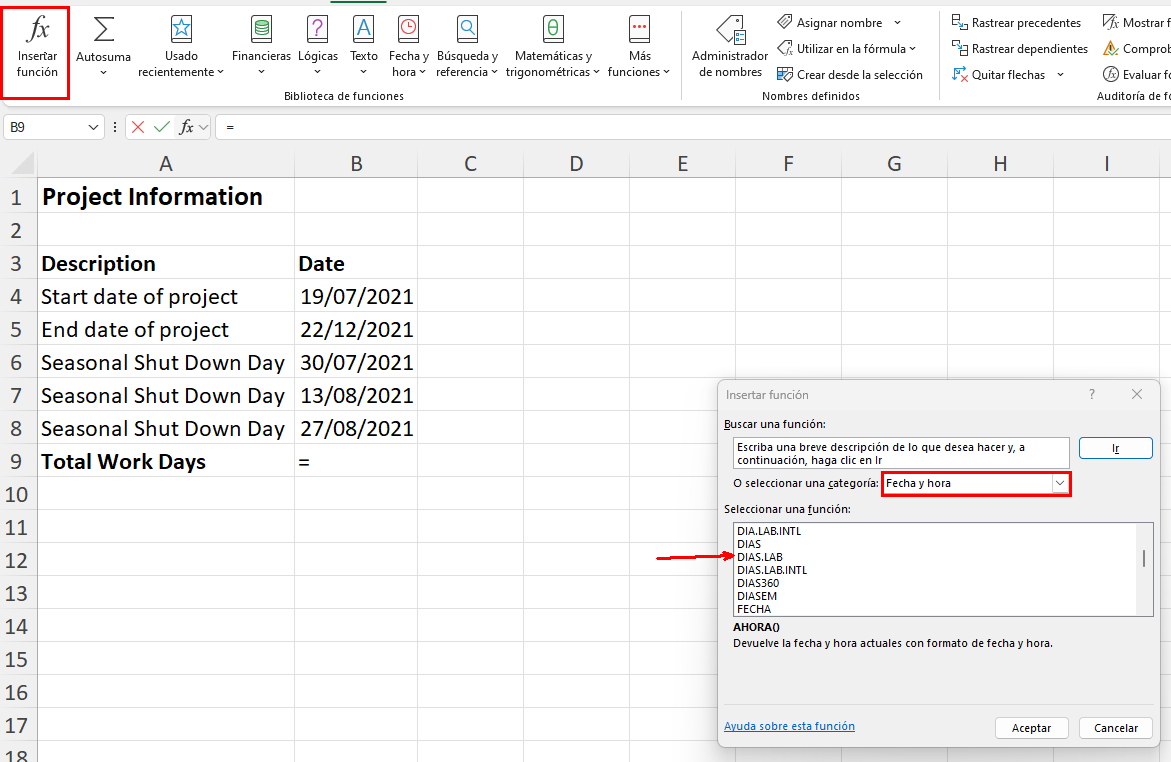 fx
Insertar
función
Autosuma
Usado
recientemente
Financieras
Lógicas
Texto
Fecha y
hora
Búsqueda y
referencia
Matemáticas y
trigonométricas
Más
funciones
Biblioteca de funciones
Administrador
de nombres
Asignar nombre
Utilizar en la fórmula
Crear desde la selección
Nombres definidos
Rastrear precedentes
Rastrear dependientes
Quitar flechas
Mostrar f
Comprob
Evaluar fo
Auditoría de fo
B9
fx
=
A B C D E F G H I
1 Project Information
2
3 Description Date
4 Start date of project 19/07/2021
5 End date of project 22/12/2021
6 Seasonal Shut Down Day 30/07/2021
7 Seasonal Shut Down Day 13/08/2021
8 Seasonal Shut Down Day 27/08/2021
9 Total Work Days =
10
11
12
13
14
15
16
17
18
Insertar función ?
Buscar una función:
Escriba una breve descripción de lo que desea hacer y, a
continuación, haga clic en Ir
Ir
O seleccionar una categoría: Fecha y hora
Seleccionar una función:
DIA.LAB.INTL
DIAS
DIAS.LAB
DIAS.LAB.INTL
DIAS360
DIASEM
FECHA
AHORA()
Devuelve la fecha y hora actuales con formato de fecha y hora.
Ayuda sobre esta función
Aceptar
Cancelar